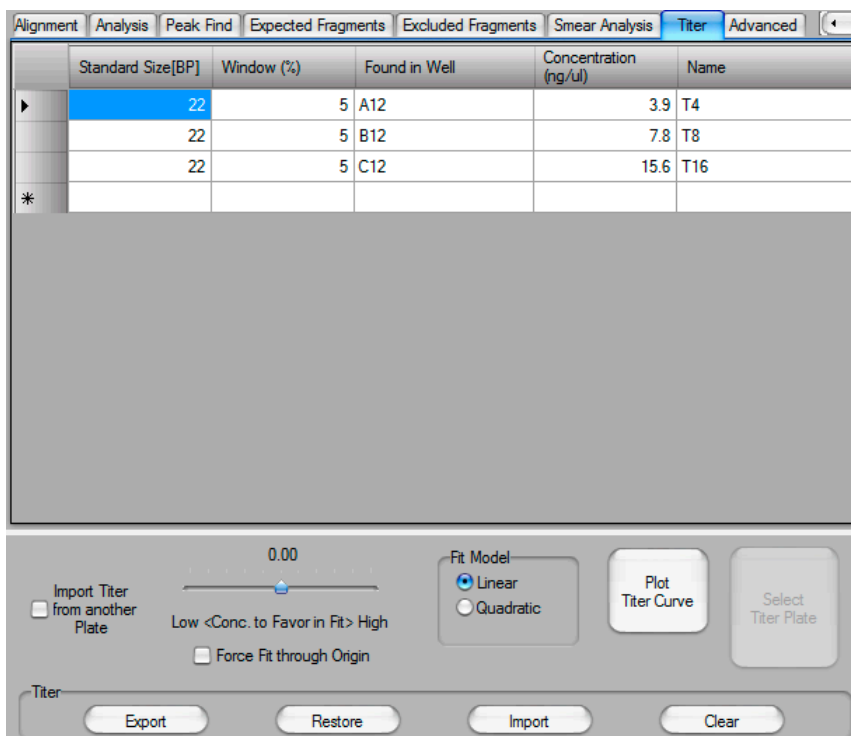 Alignment Analysis Peak Find Expected Fragments Excluded Fragments Smear Analysis Titer Advanced
Standard Size[BP] Window (%) Found in Well Concentration (ng/ul) Name
22 5 A12 3.9 T4
22 5 B12 7.8 T8
22 5 C12 15.6 T16
0.00
Import Titer
from another
Plate
Low <Conc. to Favor in Fit> High
Force Fit through Origin
Fit Model
Linear
Quadratic
Plot
Titer Curve
Select
Titer Plate
Titer
Export Restore Import Clear